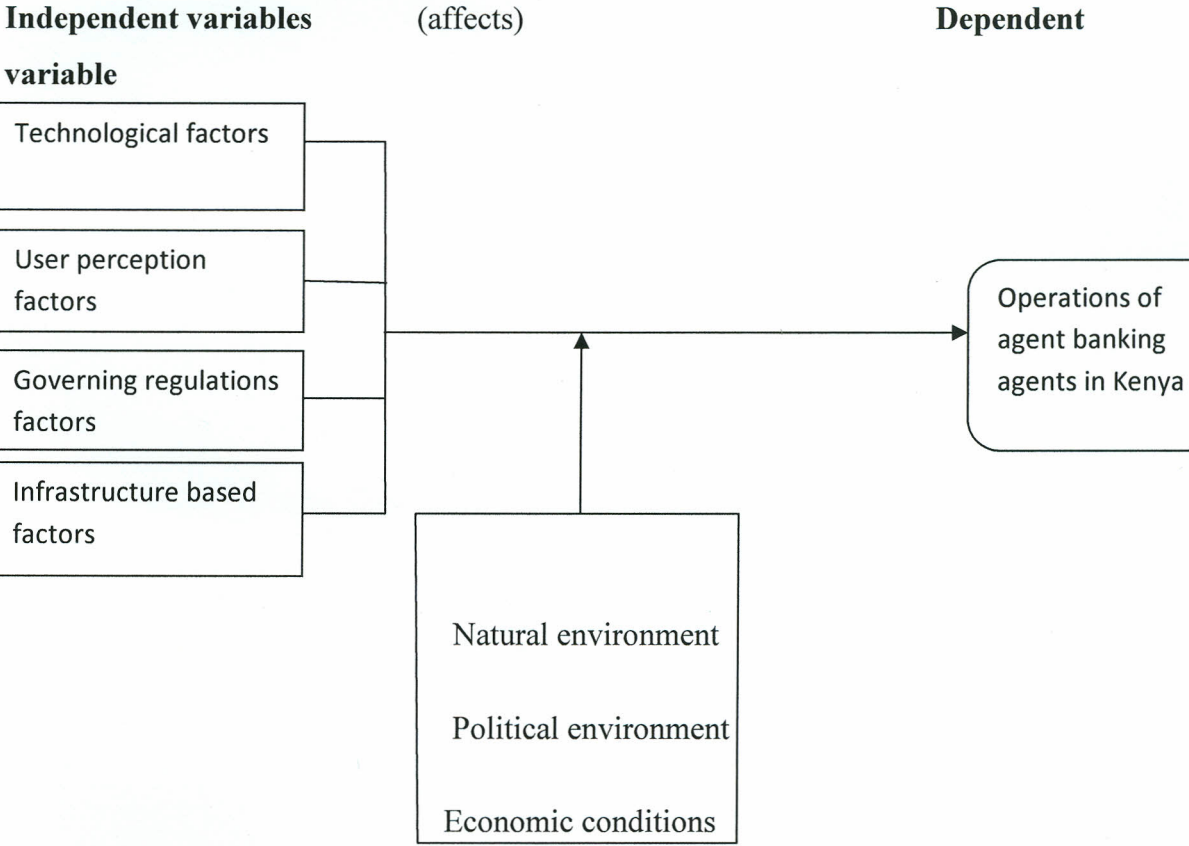 Independent variables (affects) Dependent
variable
Technological factors
User perception
factors
Governing regulations
factors
Infrastructure based
factors
Operations of
agent banking
agents in Kenya
Natural environment
Political environment
Economic conditions